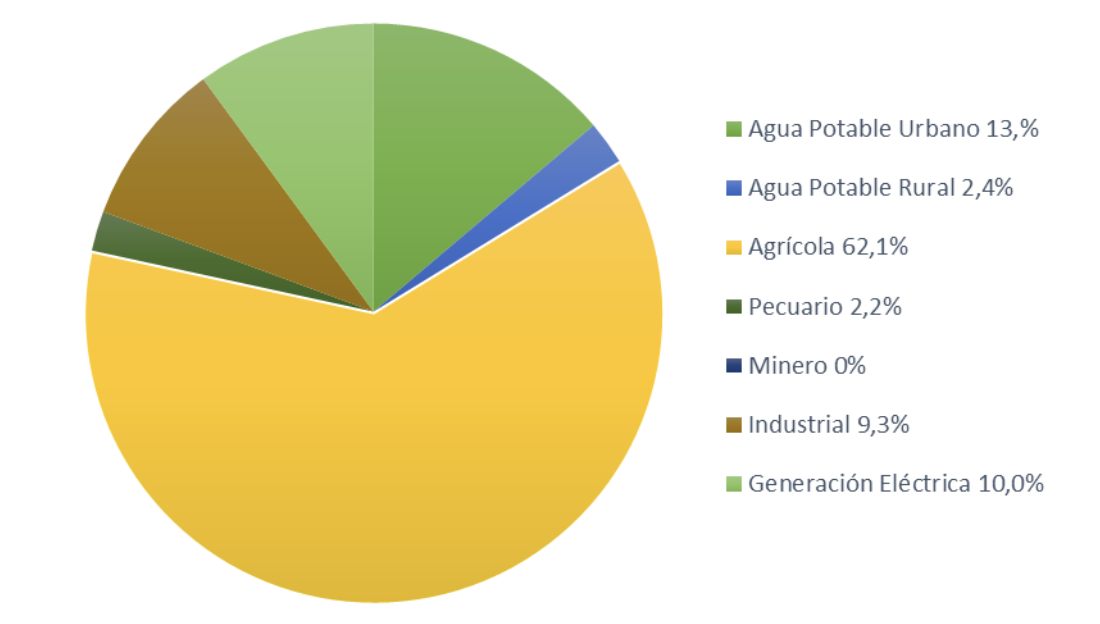 Agua Potable Urbano 13,%
Agua Potable Rural 2,4%
Agrícola 62,1%
Pecuario 2,2%
Minero 0%
Industrial 9,3%
Generación Eléctrica 10,0%